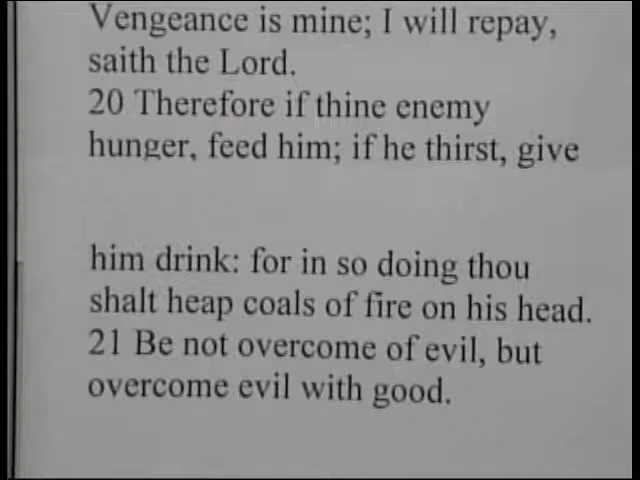 Vengeance is mine; I will repay,
saith the Lord.
20 Therefore if thine enemy
hunger, feed him; if he thirst, give
him drink: for in so doing thou
shalt heap coals of fire on his head.
21 Be not overcome of evil, but
overcome evil with good.